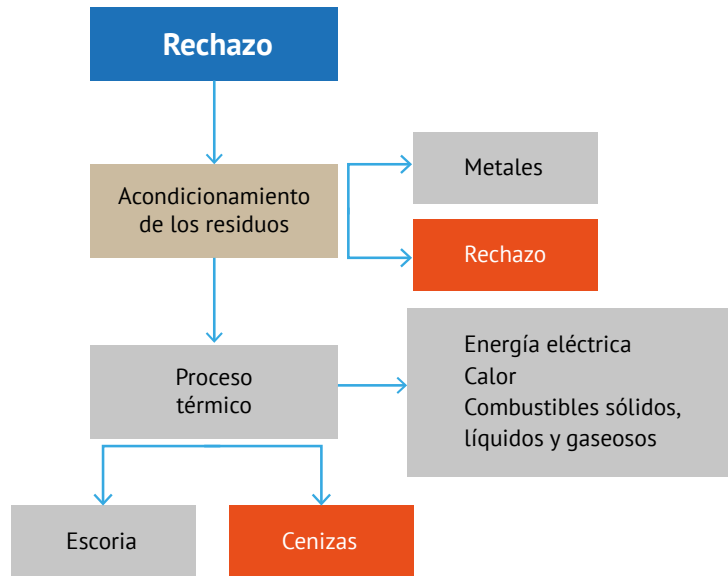 Rechazo
Acondicionamiento
de los residuos
Metales
Rechazo
Proceso
térmico
Energía eléctrica
Calor
Combustibles sólidos,
líquidos y gaseosos
Escoria
Cenizas